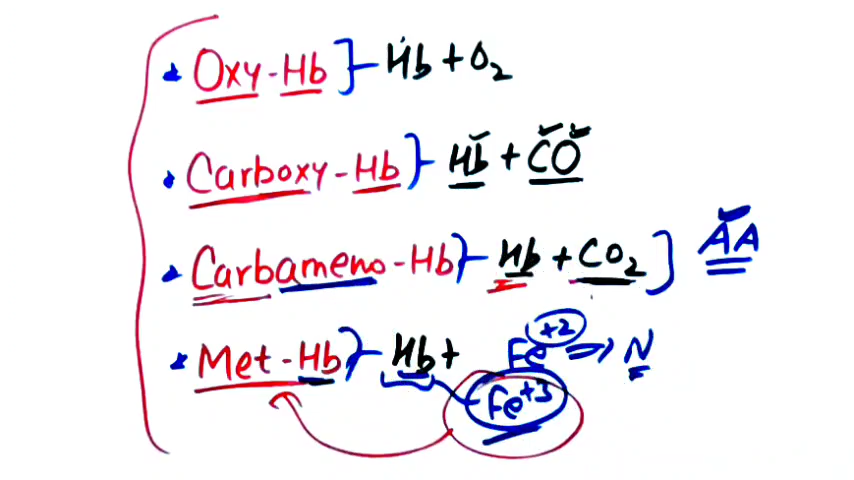 Oxy-Hb }- Hb + O₂
Carboxy-Hb }- Hb + CO
Carbameno-Hb }- Hb + CO₂ ] AA
Met-Hb }- Hb + Fe⁺² ⇒ N
Fe⁺³